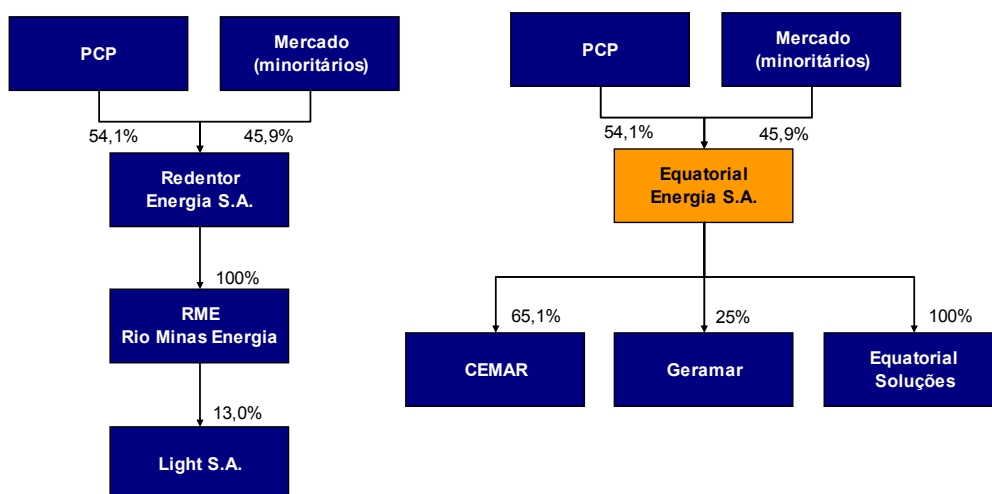 PCP
Mercado
(minoritários)
54,1%
45,9%
Redentor
Energia S.A.
100%
RME
Rio Minas Energia
13,0%
Light S.A.
PCP
Mercado
(minoritários)
54,1%
45,9%
Equatorial
Energia S.A.
65,1%
25%
100%
CEMAR
Geramar
Equatorial
Soluções